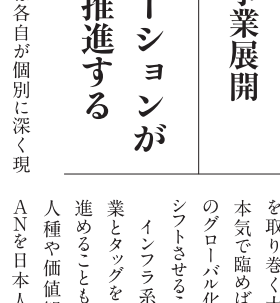 業展開
ーションが
推進する
各自が個別に深く現
を取り巻く
本気で臨めば
のグローバル化
シフトさせるこ
インフラ系
業とタッグを
進めることも
人種や価値
ANを日本人